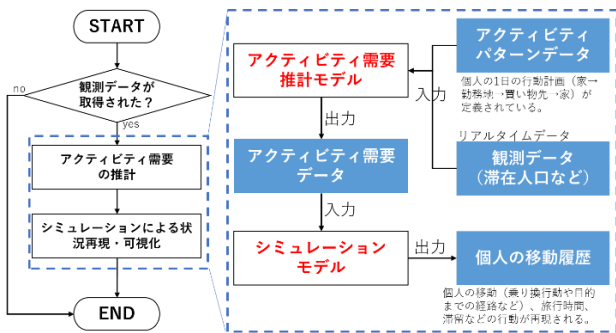 START
no
観測データが
取得された?
yes
アクティビティ需要
の推計
シミュレーションによる状
況再現・可視化
END
アクティビティ需要
推計モデル
出力
アクティビティ需要
データ
入力
シミュレーション
モデル
出力
アクティビティ
パターンデータ
個人の1日の行動計画(家→
勤務地→買い物先→家)が
定義されている。
入力
リアルタイムデータ
観測データ
(滞在人口など)
個人の移動履歴
個人の移動(乗り換行動や目的
までの経路など)、旅行時間、
滞留などの行動が再現される。